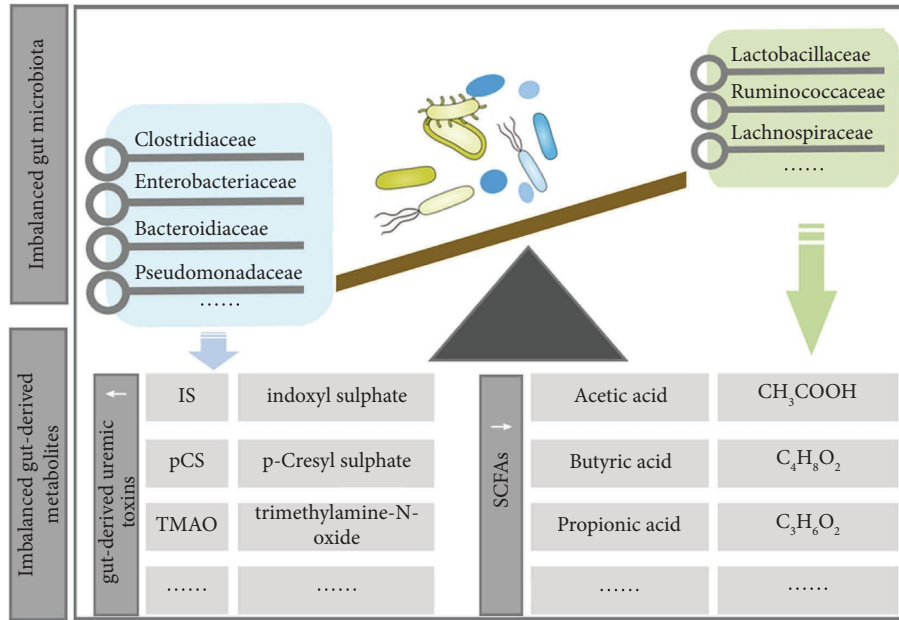 Imbalanced gut microbiota
Clostridiaceae
Enterobacteriaceae
Bacteroidiaceae
Pseudomonadaceae
……
Lactobacillaceae
Ruminococcaceae
Lachnospiraceae
……
Imbalanced gut-derived
metabolites
gut-derived uremic
toxins
↑
IS
indoxyl sulphate
pCS
p-Cresyl sulphate
TMAO
trimethylamine-N-
oxide
……
……
SCFAs
↓
Acetic acid
CH₃COOH
Butyric acid
C₄H₈O₂
Propionic acid
C₃H₆O₂
……
……